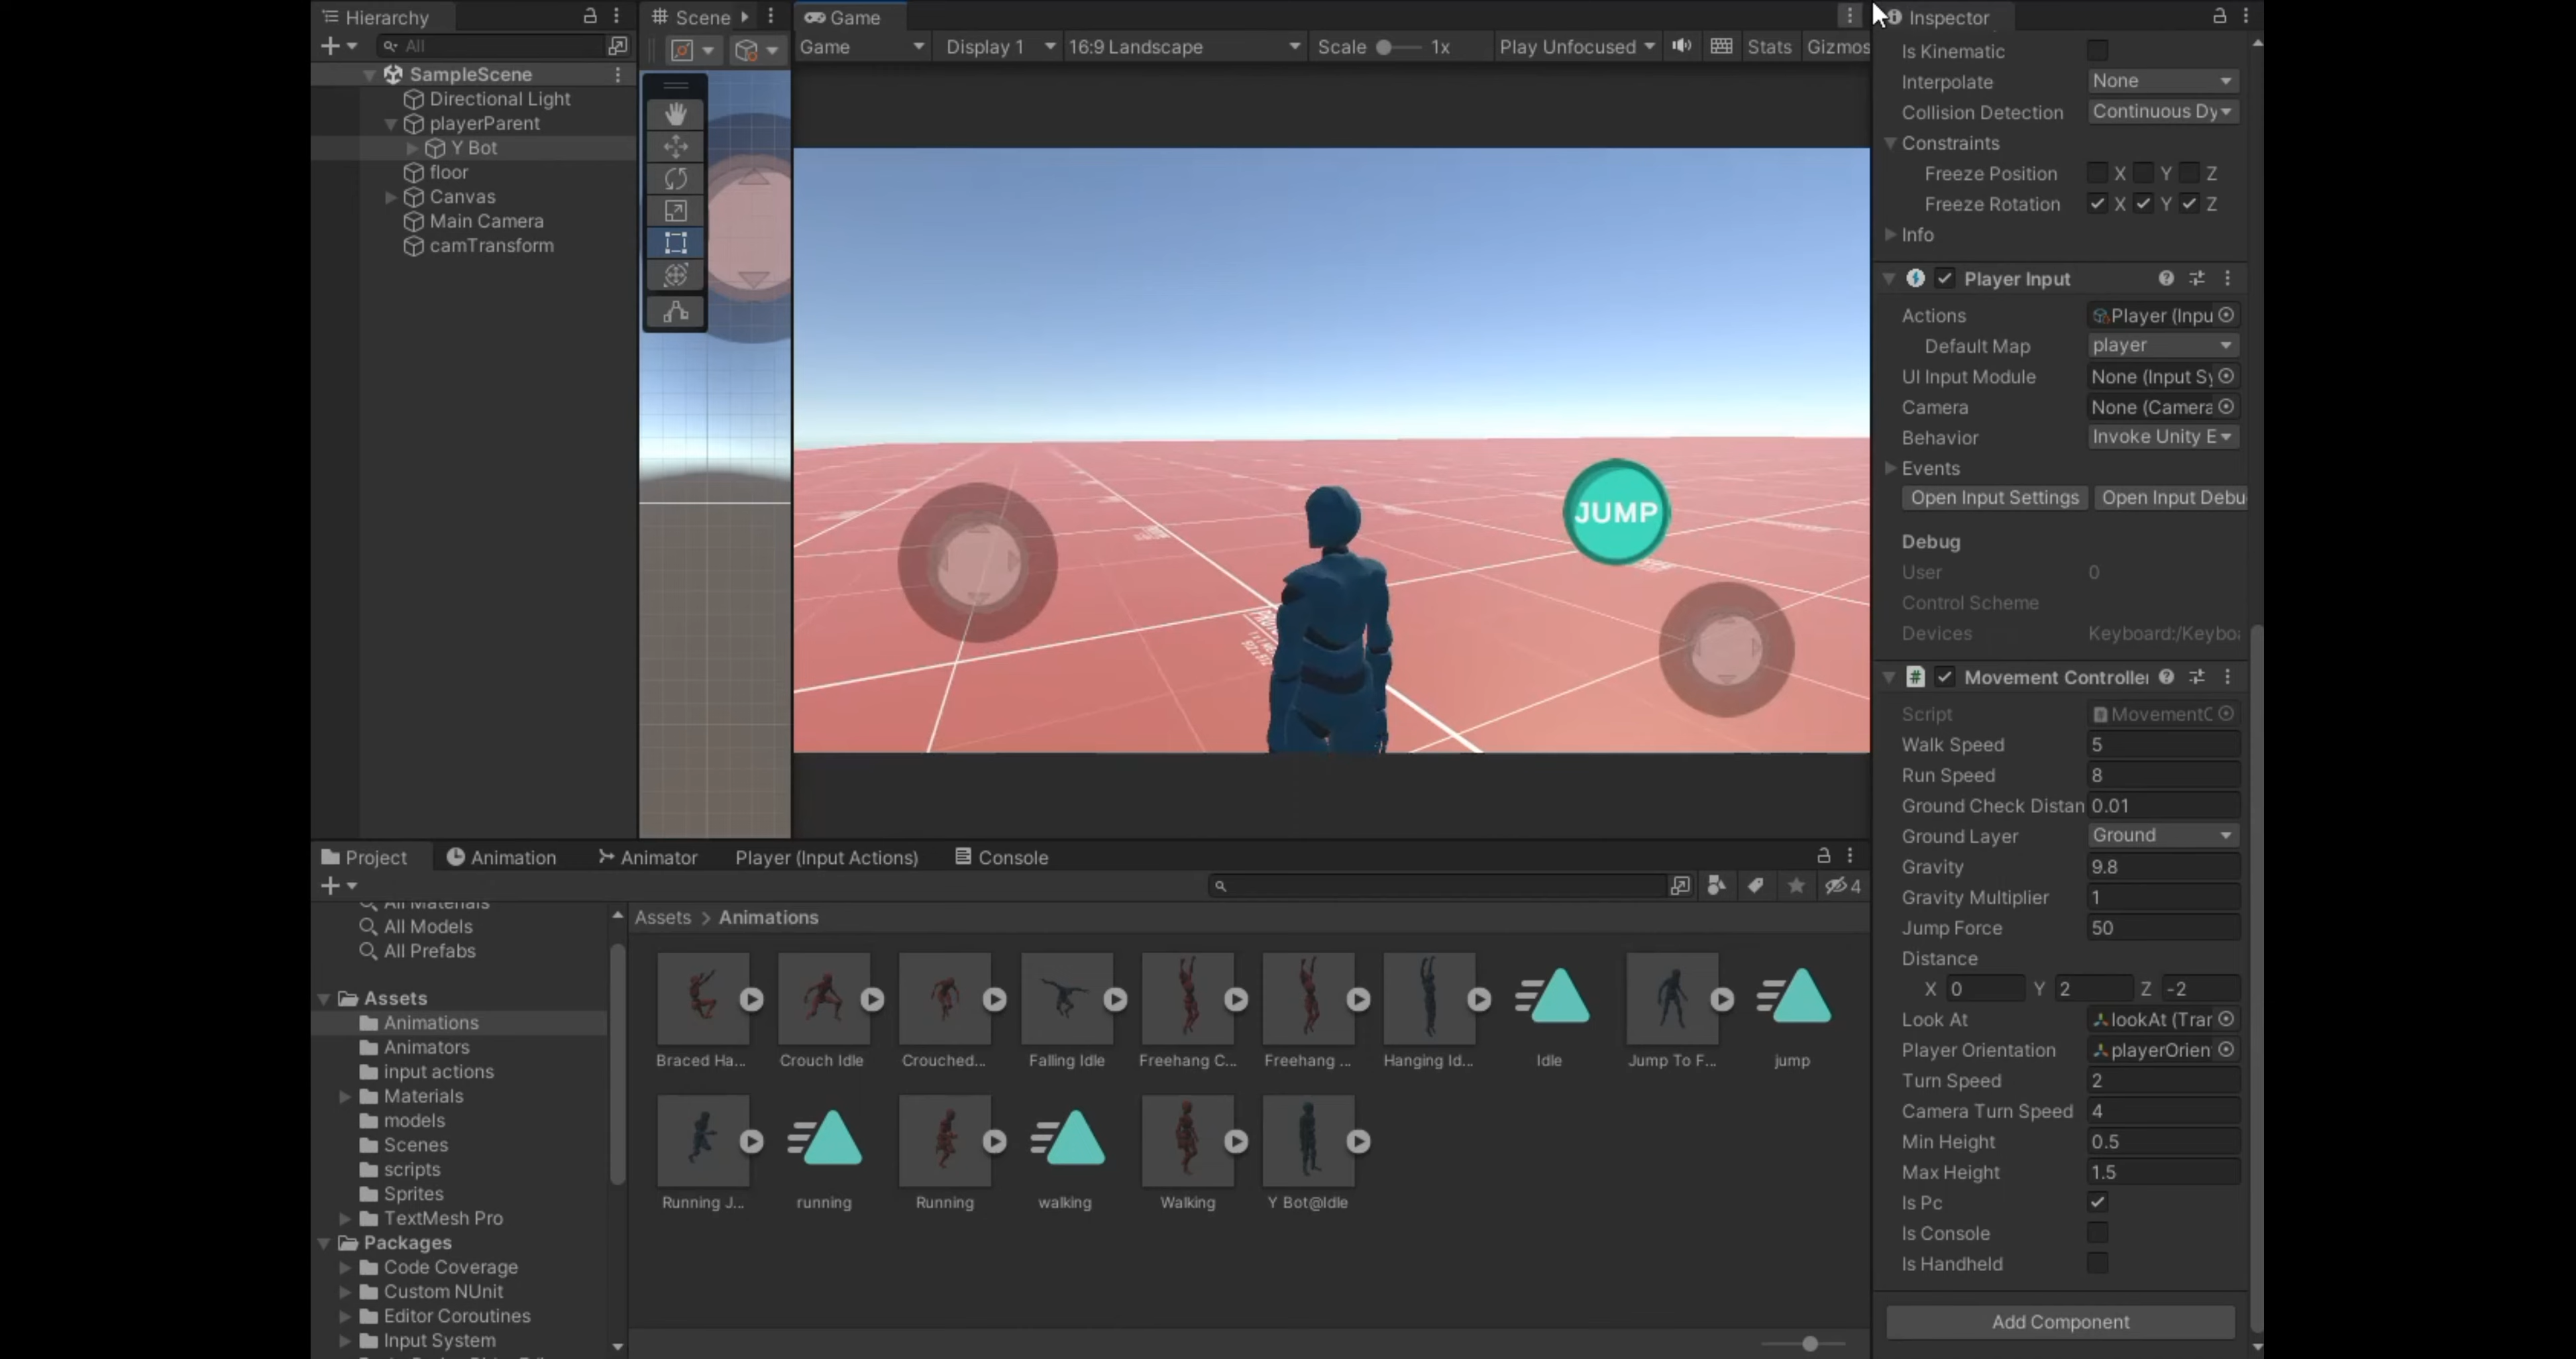 Hierarchy
All
SampleScene
Directional Light
playerParent
Y Bot
floor
Canvas
Main Camera
camTransform
Scene
Game
Game
Display 1
16:9 Landscape
Scale
1x
Play Unfocused
Stats
Gizmos
JUMP
Inspector
Is Kinematic
Interpolate None
Collision Detection Continuous Dy
Constraints
Freeze Position X Y Z
Freeze Rotation X Y Z
Info
Player Input
Actions Player (Inpu
Default Map player
UI Input Module None (Input Sy
Camera None (Camera
Behavior Invoke Unity E
Events
Open Input Settings Open Input Debu
Debug
User 0
Control Scheme
Devices Keyboard:/Keyboa
Movement Controller
Script MovementC
Walk Speed 5
Run Speed 8
Ground Check Distan 0.01
Ground Layer Ground
Gravity 9.8
Gravity Multiplier 1
Jump Force 50
Distance
X 0 Y 2 Z -2
Look At lookAt (Tran
Player Orientation playerOrien
Turn Speed 2
Camera Turn Speed 4
Min Height 0.5
Max Height 1.5
Is Pc
Is Console
Is Handheld
Add Component
Project
Animation
Animator
Player (Input Actions)
Console
4
All Materials
All Models
All Prefabs
Assets
Animations
Animators
input actions
Materials
models
Scenes
scripts
Sprites
TextMesh Pro
Packages
Code Coverage
Custom NUnit
Editor Coroutines
Input System
Assets > Animations
Braced Ha...
Crouch Idle
Crouched...
Falling Idle
Freehang C...
Freehang ...
Hanging Id...
Idle
Jump To F...
jump
Running J...
running
Running
walking
Walking
Y Bot@Idle